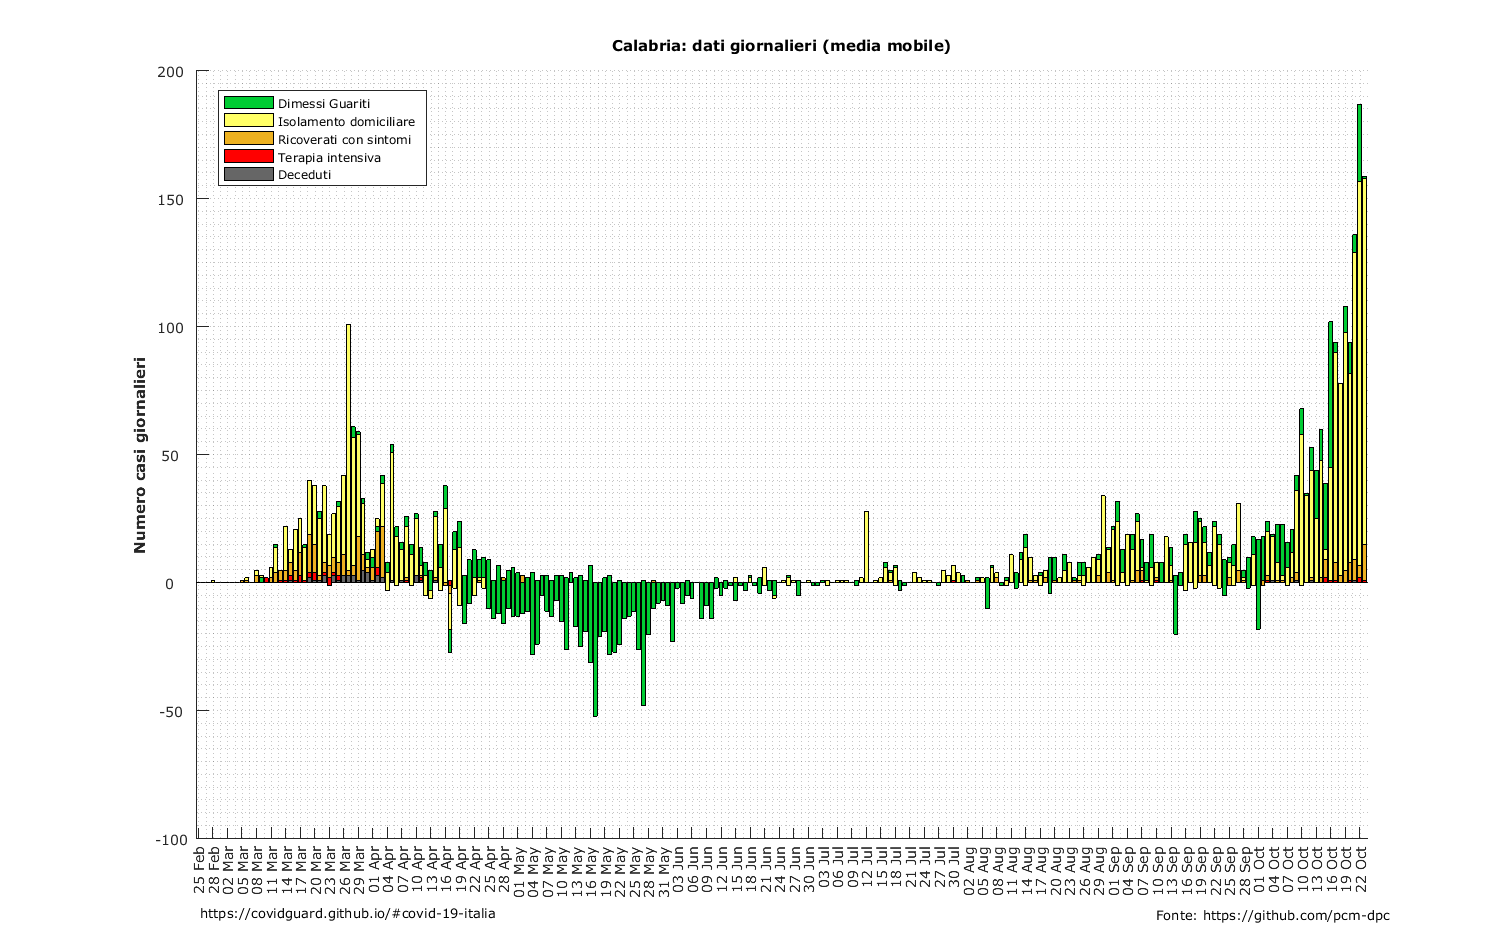 Calabria: dati giornalieri (media mobile)
200
150
100
50
0
-50
-100
Numero casi giornalieri
Dimessi Guariti
Isolamento domiciliare
Ricoverati con sintomi
Terapia intensiva
Deceduti
25 Feb
28 Feb
02 Mar
05 Mar
08 Mar
11 Mar
14 Mar
17 Mar
20 Mar
23 Mar
26 Mar
29 Mar
01 Apr
04 Apr
07 Apr
10 Apr
13 Apr
16 Apr
19 Apr
22 Apr
25 Apr
28 Apr
01 May
04 May
07 May
10 May
13 May
16 May
19 May
22 May
25 May
28 May
31 May
03 Jun
06 Jun
09 Jun
12 Jun
15 Jun
18 Jun
21 Jun
24 Jun
27 Jun
30 Jun
03 Jul
06 Jul
09 Jul
12 Jul
15 Jul
18 Jul
21 Jul
24 Jul
27 Jul
30 Jul
02 Aug
05 Aug
08 Aug
11 Aug
14 Aug
17 Aug
20 Aug
23 Aug
26 Aug
29 Aug
01 Sep
04 Sep
07 Sep
10 Sep
13 Sep
16 Sep
19 Sep
22 Sep
25 Sep
28 Sep
01 Oct
04 Oct
07 Oct
10 Oct
13 Oct
16 Oct
19 Oct
22 Oct
https://covidguard.github.io/#covid-19-italia
Fonte: https://github.com/pcm-dpc